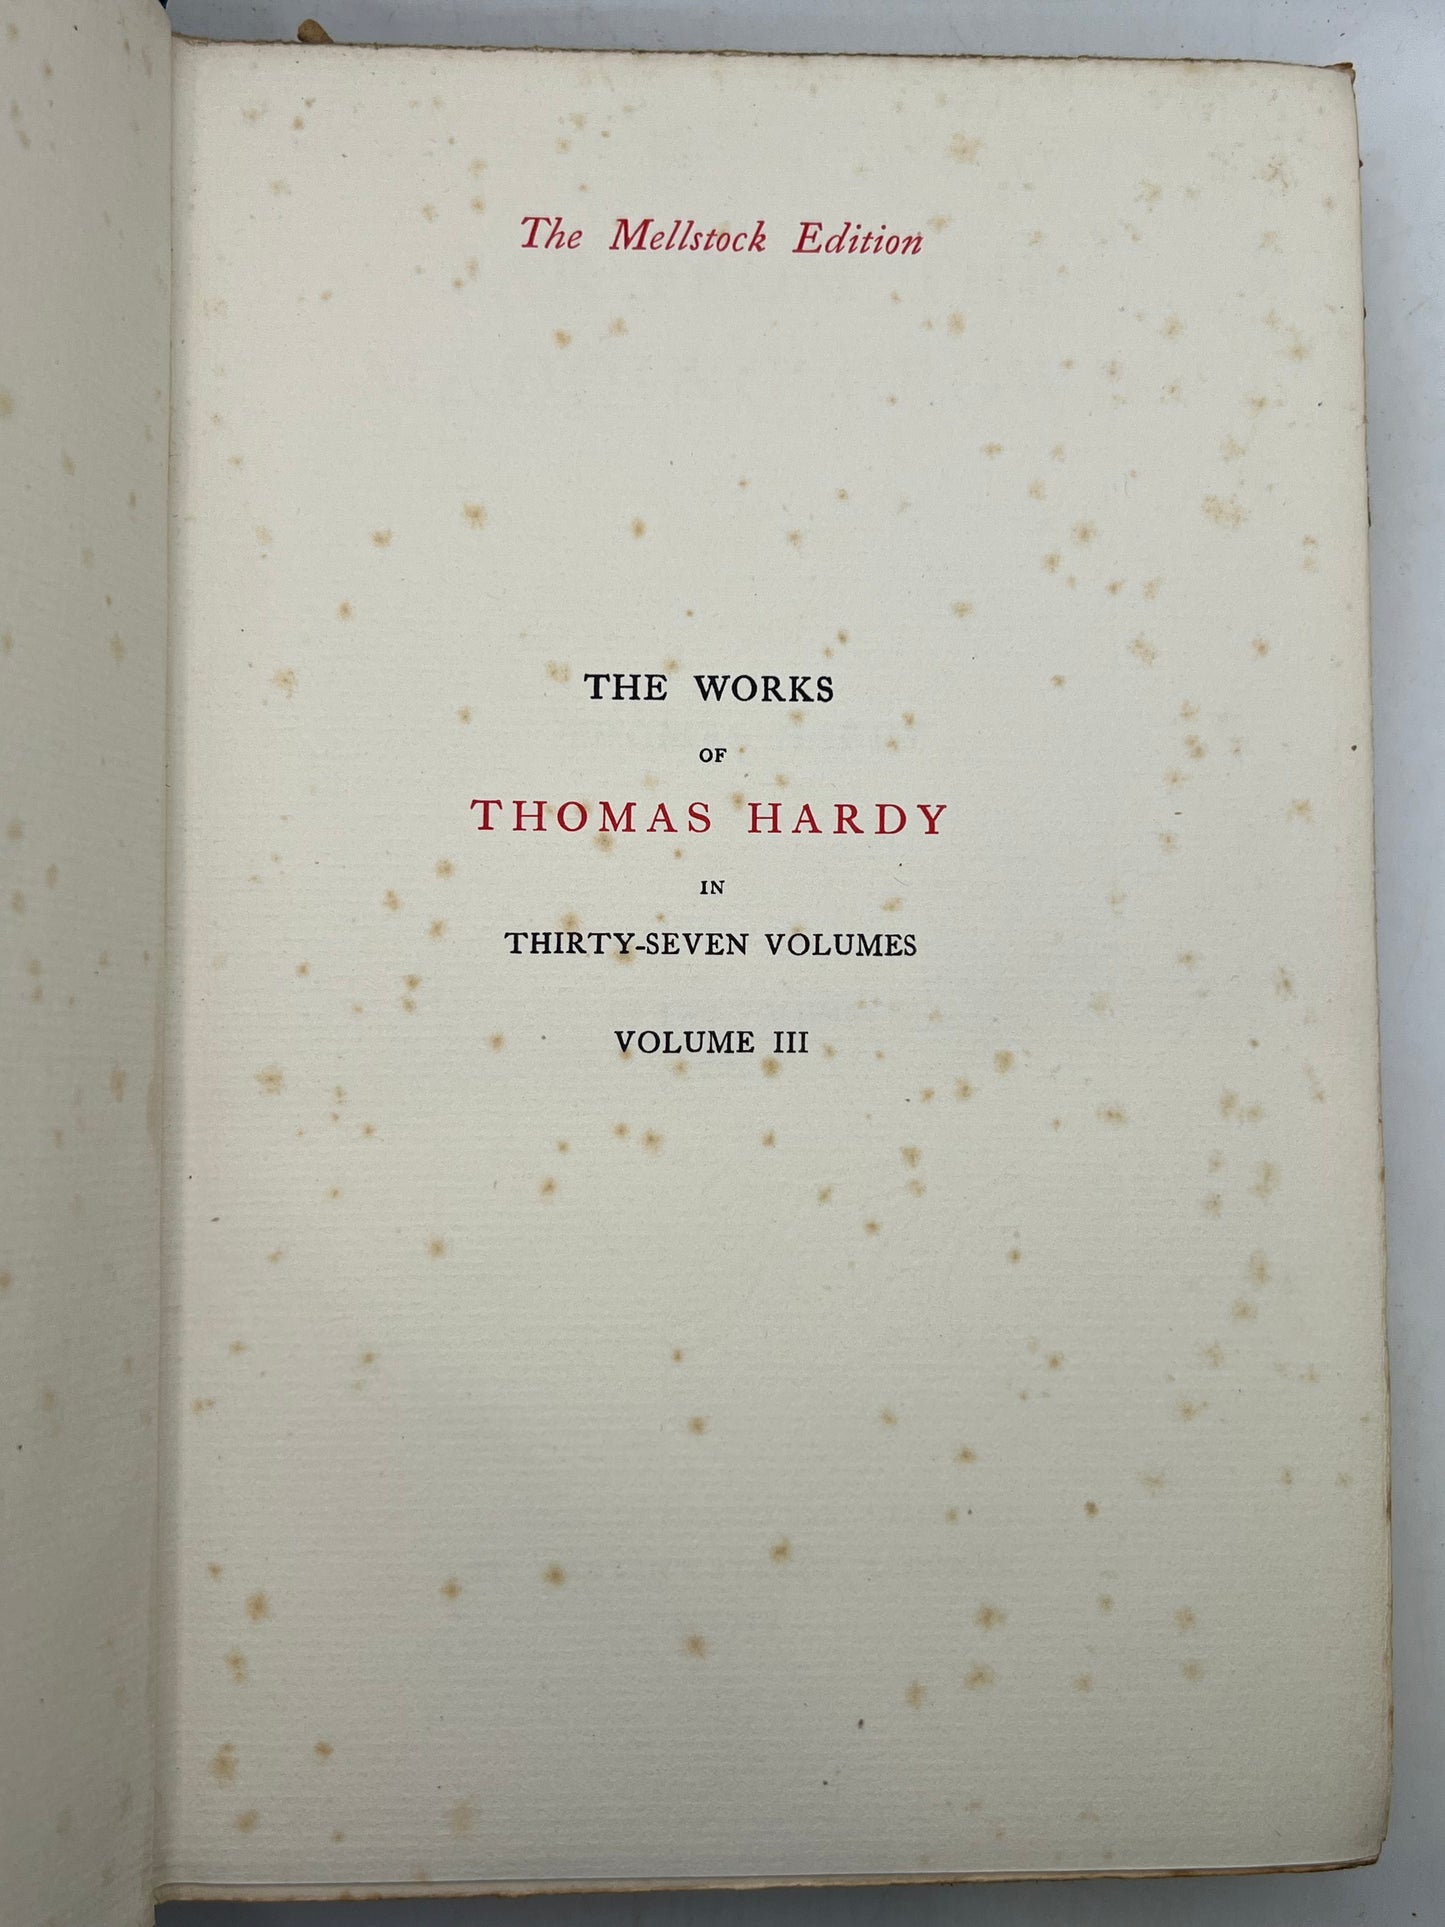 The Mellstock Edition
THE WORKS
OF
THOMAS HARDY
IN
THIRTY-SEVEN VOLUMES
VOLUME III